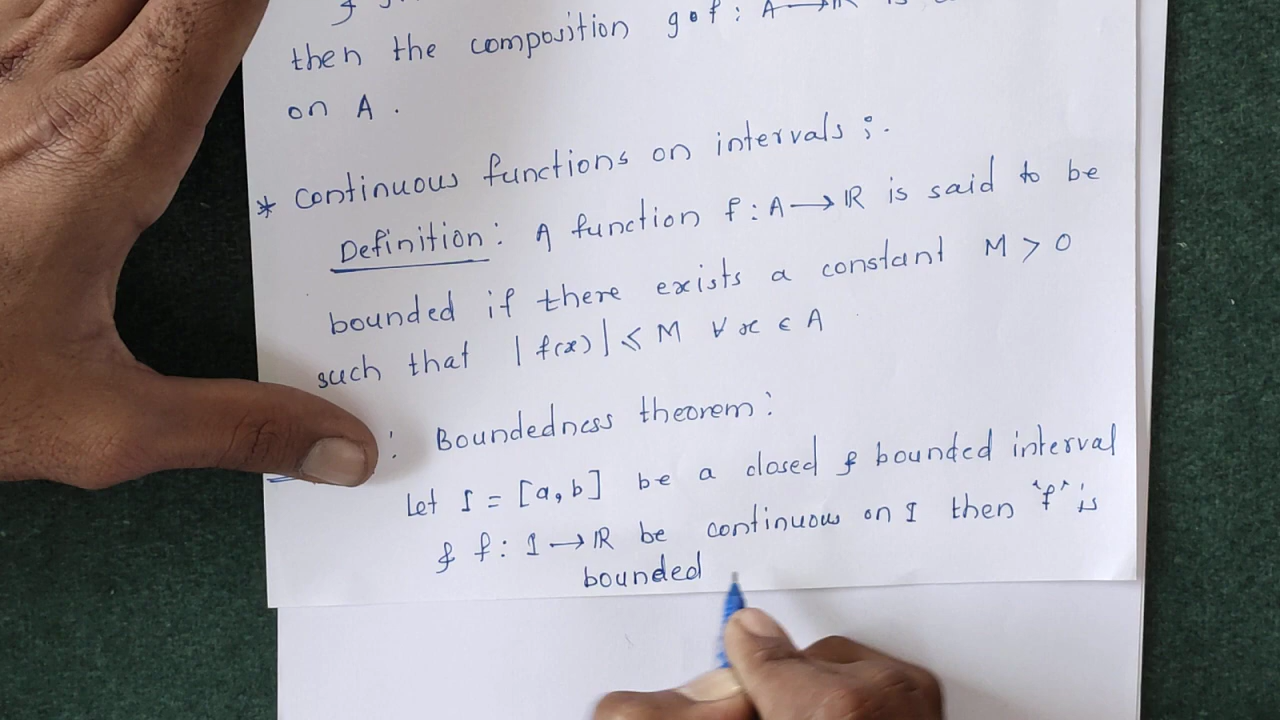 then the composition g∘f : A → ℝ is
on A .
* Continuous functions on intervals ;.
Definition : A function f : A → ℝ is said to be
bounded if there exists a constant M > 0
such that |f(x)| ≤ M ∀ x ∈ A
: Boundedness theorem :
Let I = [a, b] be a closed & bounded interval
& f : I → ℝ be continuous on I then 'f' is
bounded